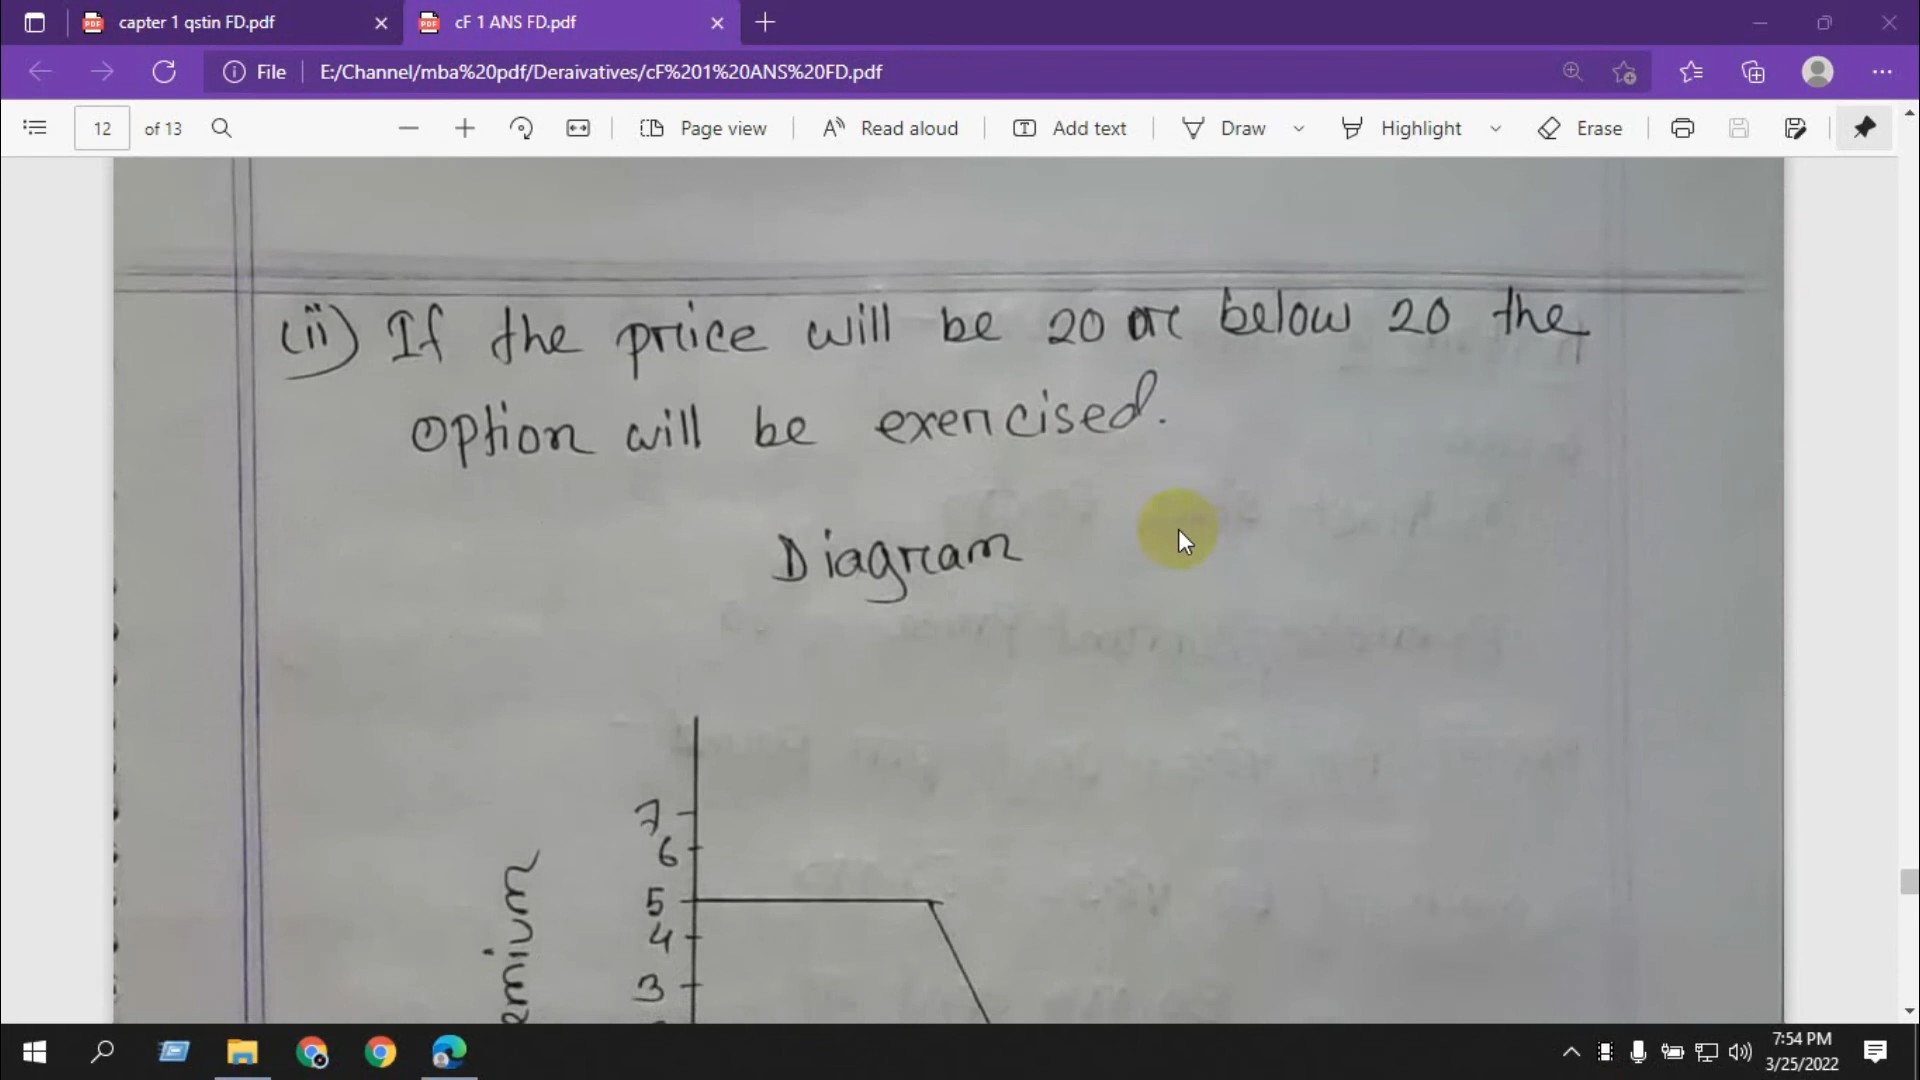 capter 1 qstin FD.pdf
cF 1 ANS FD.pdf
File
E:/Channel/mba%20pdf/Deraivatives/cF%201%20ANS%20FD.pdf
12 of 13
Page view
Read aloud
Add text
Draw
Highlight
Erase
(ii) If the price will be 20 or below 20 the
option will be exercised.
Diagram
7
6
5
4
3
emium
7:54 PM
3/25/2022